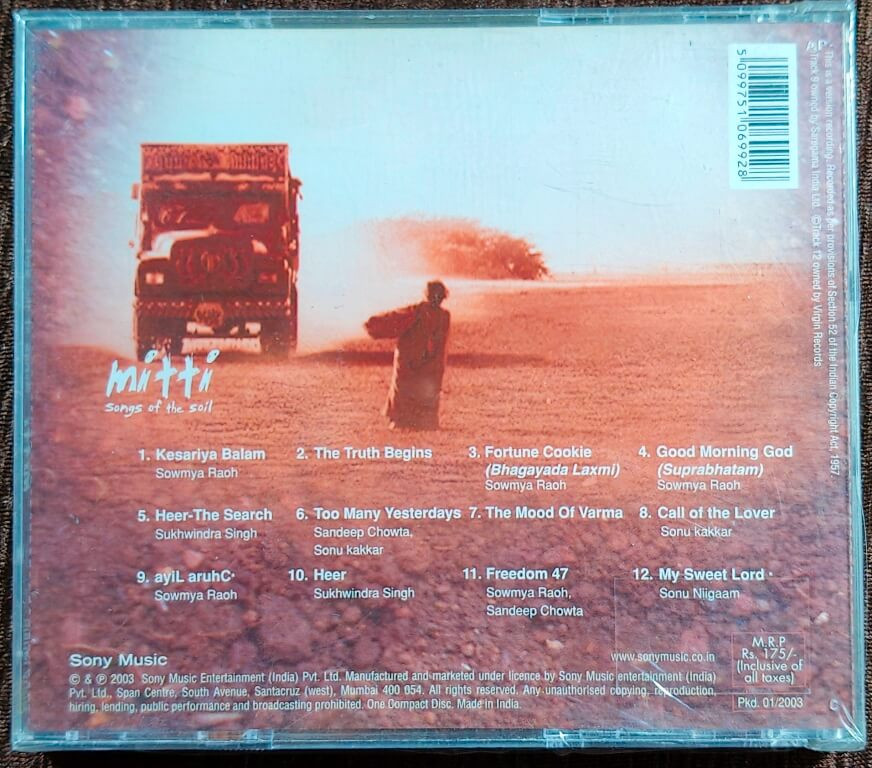 5 099751 069928
This is a version recording. Recorded as per provisions of Section 52 of the Indian Copyright Act, 1957
Track 9 owned by Saregama India Ltd. ©Track 12 owned by Virgin Records
mitti
songs of the soil
1. Kesariya Balam
Sowmya Raoh
2. The Truth Begins
3. Fortune Cookie
(Bhagayada Laxmi)
Sowmya Raoh
4. Good Morning God
(Suprabhatam)
Sowmya Raoh
5. Heer-The Search
Sukhwindra Singh
6. Too Many Yesterdays
Sandeep Chowta,
Sonu kakkar
7. The Mood Of Varma
8. Call of the Lover
Sonu kakkar
9. ayiL aruhC•
Sowmya Raoh
10. Heer
Sukhwindra Singh
11. Freedom 47
Sowmya Raoh,
Sandeep Chowta
12. My Sweet Lord •
Sonu Niigaam
Sony Music
www.sonymusic.co.in
© & ℗ 2003 Sony Music Entertainment (India) Pvt. Ltd. Manufactured and marketed under licence by Sony Music entertainment (India)
Pvt. Ltd., Span Centre, South Avenue, Santacruz (west), Mumbai 400 054. All rights reserved. Any unauthorised copying, reproduction,
hiring, lending, public performance and broadcasting prohibited. One Compact Disc. Made in India.
M.R.P.
Rs. 175/-
(Inclusive of
all taxes)
Pkd. 01/2003